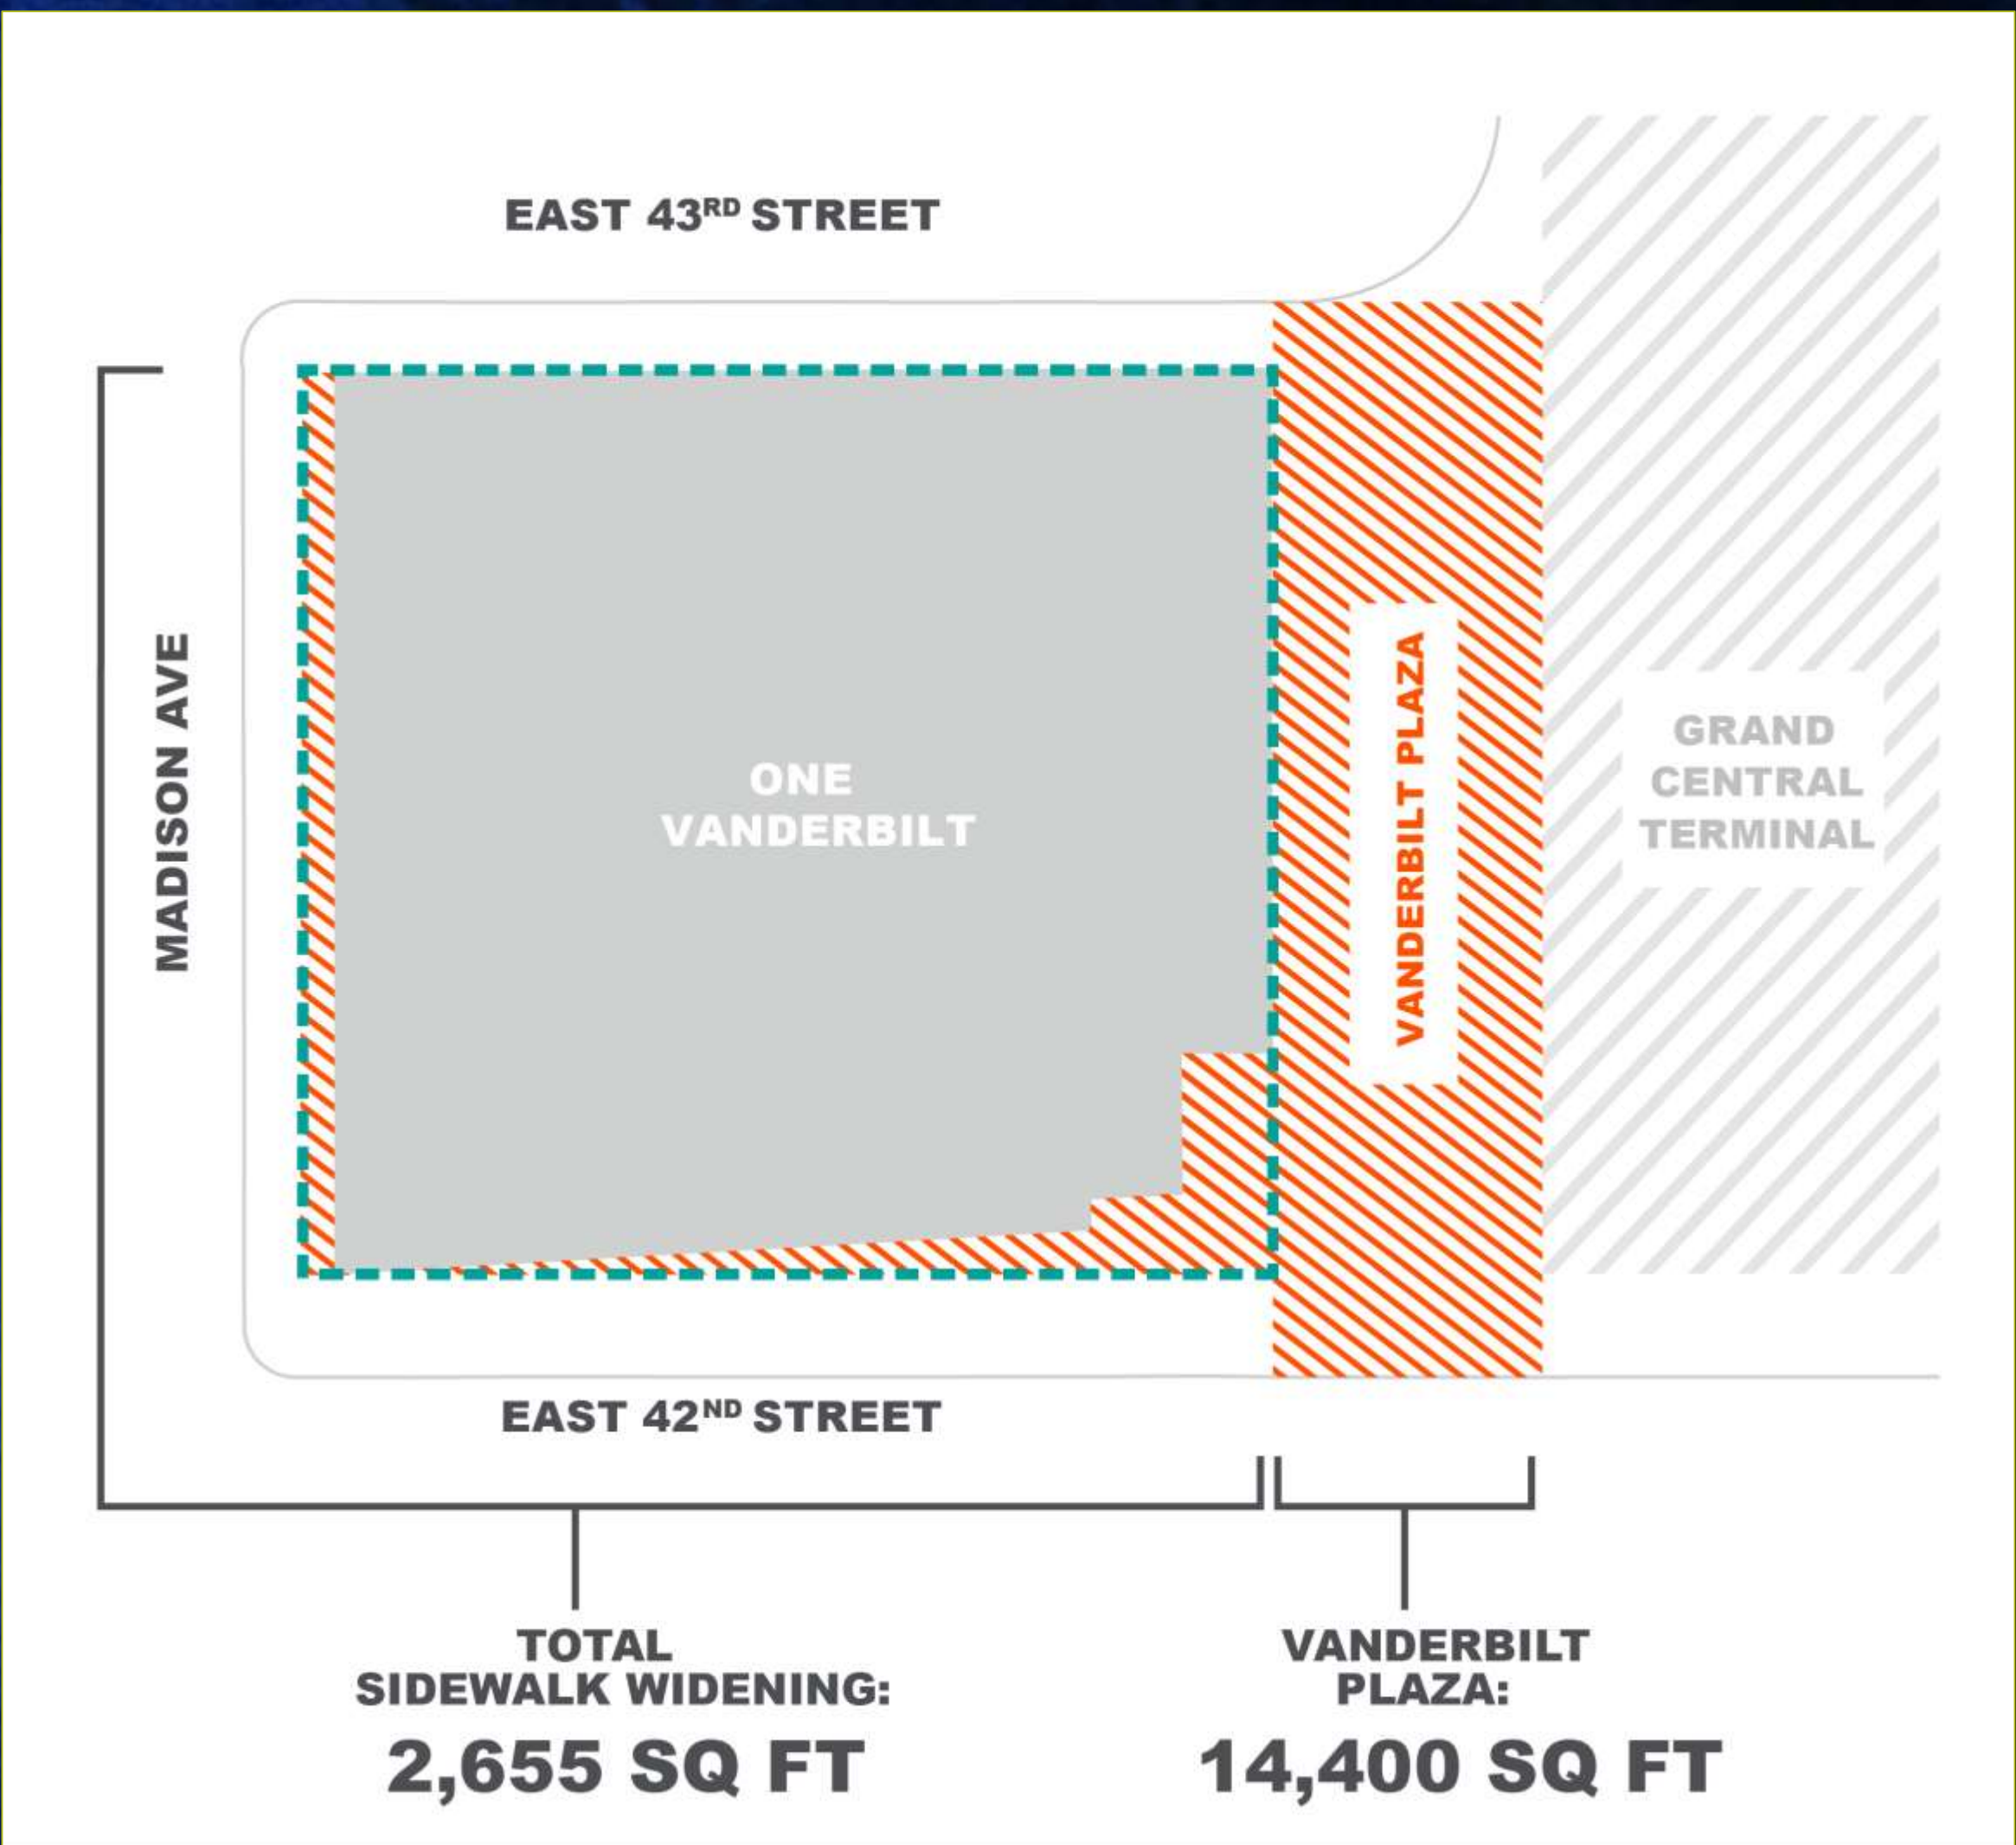 EAST 43RD STREET
MADISON AVE
ONE
VANDERBILT
VANDERBILT PLAZA
GRAND
CENTRAL
TERMINAL
EAST 42ND STREET
TOTAL
SIDEWALK WIDENING:
2,655 SQ FT
VANDERBILT
PLAZA:
14,400 SQ FT